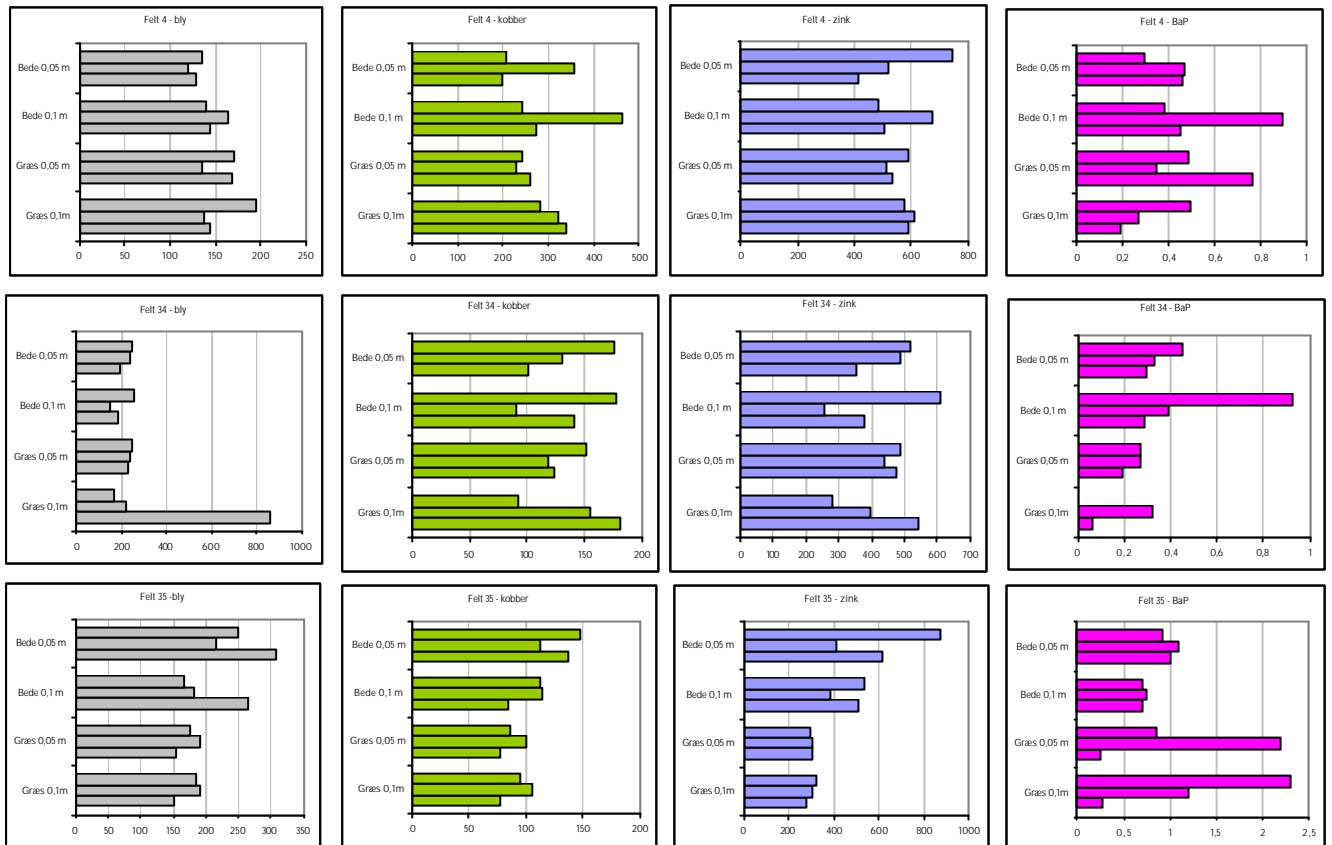 Felt 4 - bly
Bede 0,05 m
Bede 0,1 m
Græs 0,05 m
Græs 0,1m
0 50 100 150 200 250
Felt 4 - kobber
0 100 200 300 400 500
Felt 4 - zink
Bede 0,05 m
Bede 0,1 m
Græs 0,05 m
Græs 0,1m
0 200 400 600 800
Felt 4 - BaP
Bede 0,05 m
Bede 0,1 m
Græs 0,05 m
Græs 0,1m
0 0,2 0,4 0,6 0,8 1
Felt 34 - bly
Bede 0,05 m
Bede 0,1 m
Græs 0,05 m
Græs 0,1m
0 200 400 600 800 1000
Felt 34 - kobber
Bede 0,05 m
Bede 0,1 m
Græs 0,05 m
Græs 0,1m
0 50 100 150 200
Felt 34 - zink
Bede 0,05 m
Bede 0,1 m
Græs 0,05 m
Græs 0,1m
0 100 200 300 400 500 600 700
Felt 34 - BaP
Bede 0,05 m
Bede 0,1 m
Græs 0,05 m
Græs 0,1m
0 0,2 0,4 0,6 0,8 1
Felt 35 -bly
Bede 0,05 m
Bede 0,1 m
Græs 0,05 m
Græs 0,1m
0 50 100 150 200 250 300 350
Felt 35 - kobber
Bede 0,05 m
Bede 0,1 m
Græs 0,05 m
Græs 0,1m
0 50 100 150 200
Felt 35 - zink
Bede 0,05 m
Bede 0,1 m
Græs 0,05 m
Græs 0,1m
0 200 400 600 800 1000
Felt 35 - BaP
Bede 0,05 m
Bede 0,1 m
Græs 0,05 m
Græs 0,1m
0 0,5 1 1,5 2 2,5